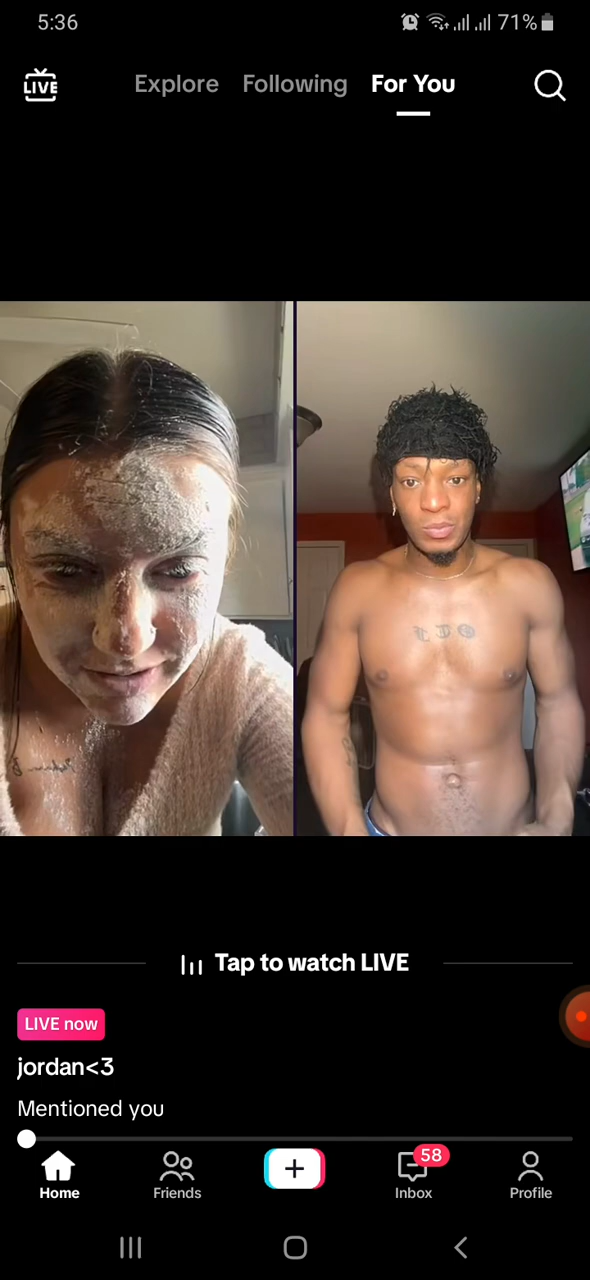 5:36
71%
LIVE
Explore Following For You
Tap to watch LIVE
LIVE now
jordan<3
Mentioned you
58
Home Friends Inbox Profile